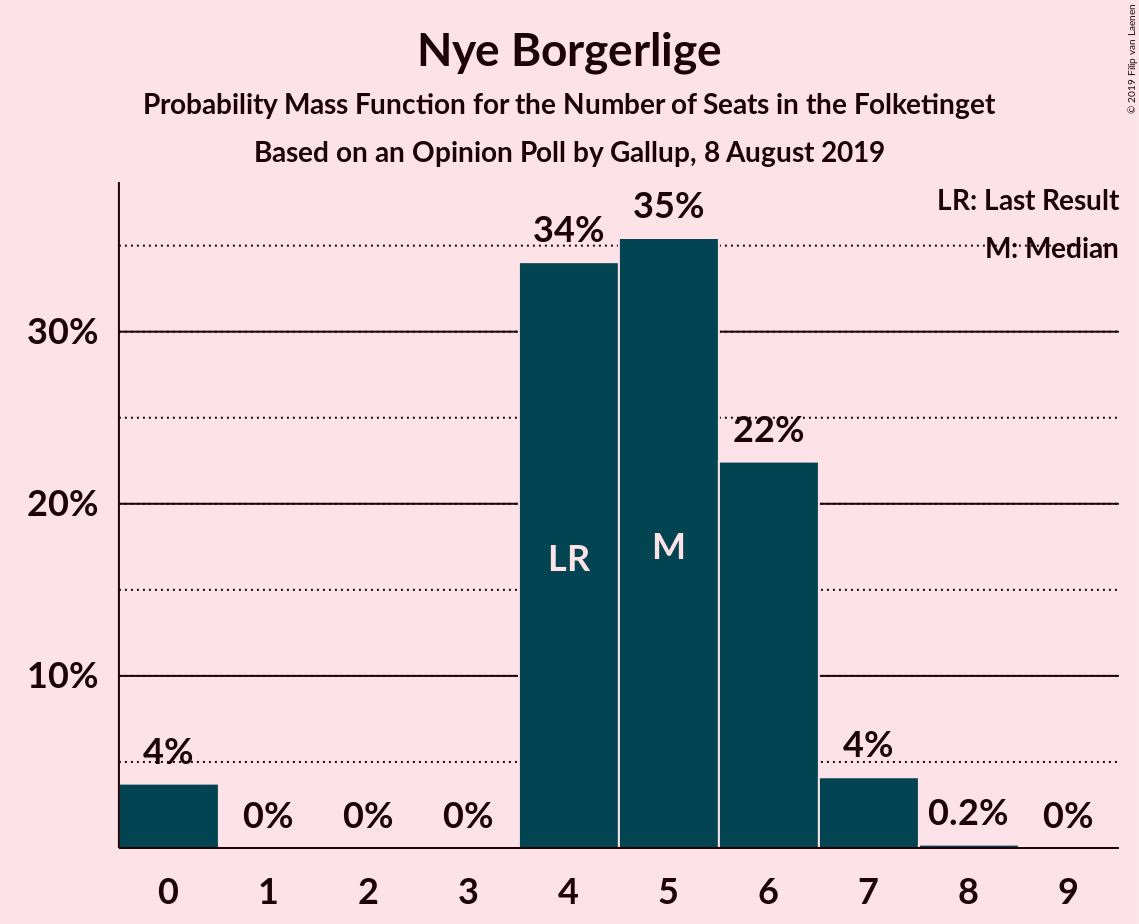 Nye Borgerlige
Probability Mass Function for the Number of Seats in the Folketinget
Based on an Opinion Poll by Gallup, 8 August 2019
© 2019 Filip van Laenen
LR: Last Result
M: Median
30%
20%
10%
4%
0%
0%
0%
34%
35%
22%
4%
0.2%
0%
LR
M
0 1 2 3 4 5 6 7 8 9